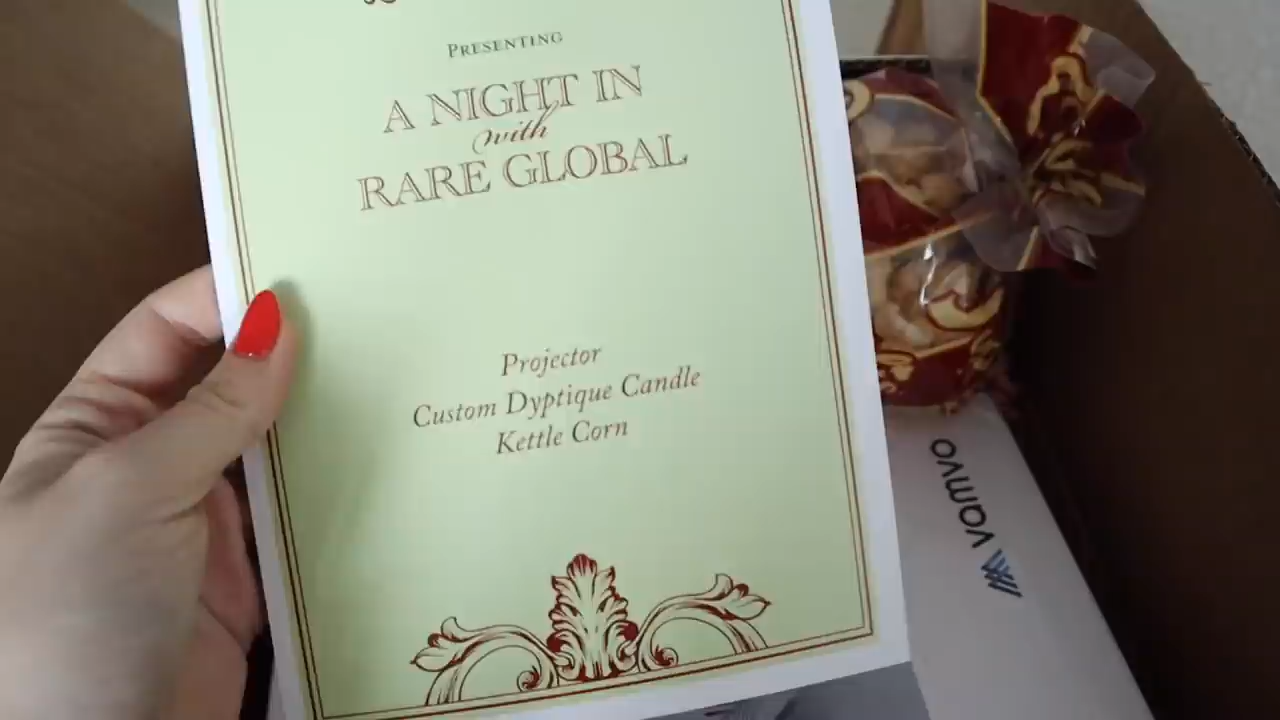 PRESENTING
A NIGHT IN
with
RARE GLOBAL
Projector
Custom Dyptique Candle
Kettle Corn
vamvo